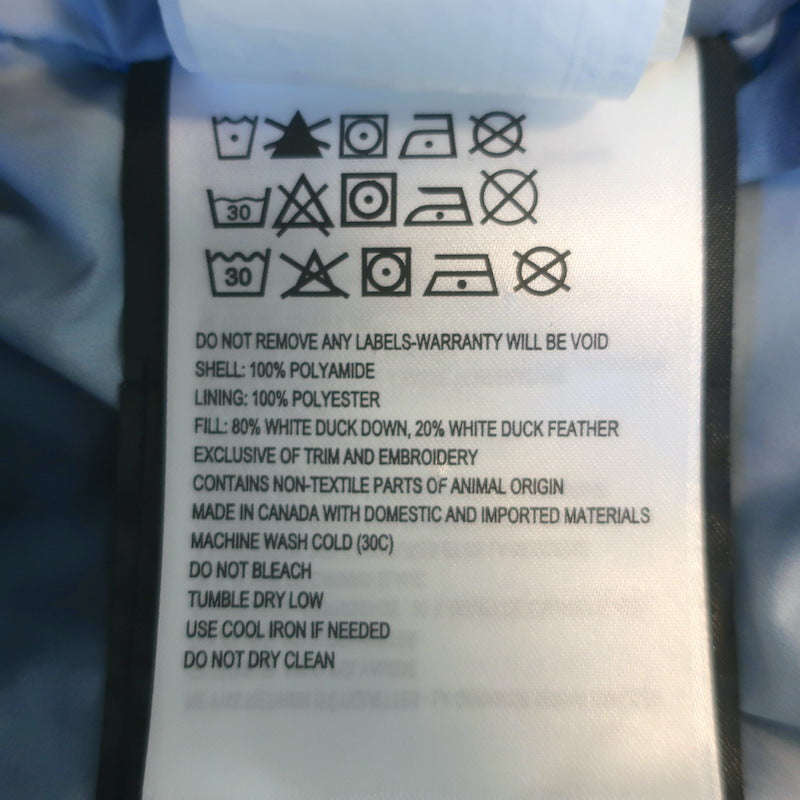 30
30
DO NOT REMOVE ANY LABELS-WARRANTY WILL BE VOID
SHELL: 100% POLYAMIDE
LINING: 100% POLYESTER
FILL: 80% WHITE DUCK DOWN, 20% WHITE DUCK FEATHER
EXCLUSIVE OF TRIM AND EMBROIDERY
CONTAINS NON-TEXTILE PARTS OF ANIMAL ORIGIN
MADE IN CANADA WITH DOMESTIC AND IMPORTED MATERIALS
MACHINE WASH COLD (30C)
DO NOT BLEACH
TUMBLE DRY LOW
USE COOL IRON IF NEEDED
DO NOT DRY CLEAN